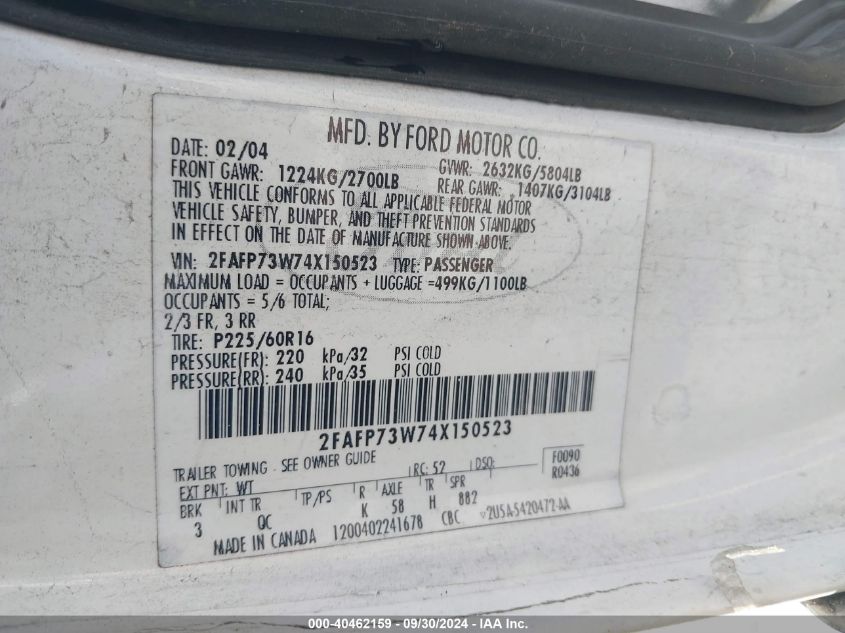 MFD. BY FORD MOTOR CO.
DATE: 02/04 GVWR: 2632KG/5804LB
FRONT GAWR: 1224KG/2700LB REAR GAWR: 1407KG/3104LB
THIS VEHICLE CONFORMS TO ALL APPLICABLE FEDERAL MOTOR
VEHICLE SAFETY, BUMPER, AND THEFT PREVENTION STANDARDS
IN EFFECT ON THE DATE OF MANUFACTURE SHOWN ABOVE.
VIN: 2FAFP73W74X150523 TYPE: PASSENGER
MAXIMUM LOAD = OCCUPANTS + LUGGAGE =499KG/1100LB
OCCUPANTS = 5/6 TOTAL;
2/3 FR, 3 RR
TIRE: P225/60R16
PRESSURE(FR): 220 kPa/32 PSI COLD
PRESSURE(RR): 240 kPa/35 PSI COLD
2FAFP73W74X150523
TRAILER TOWING - SEE OWNER GUIDE
EXT PNT: WT RC: 52 DSO: F0090
R0436
BRK INT TR TP/PS R AXLE TR SPR
3 OC K 58 H 882
MADE IN CANADA 1200402241678 CBC 2U5A-5420472-AA
000-40462159 - 09/30/2024 - IAA Inc.